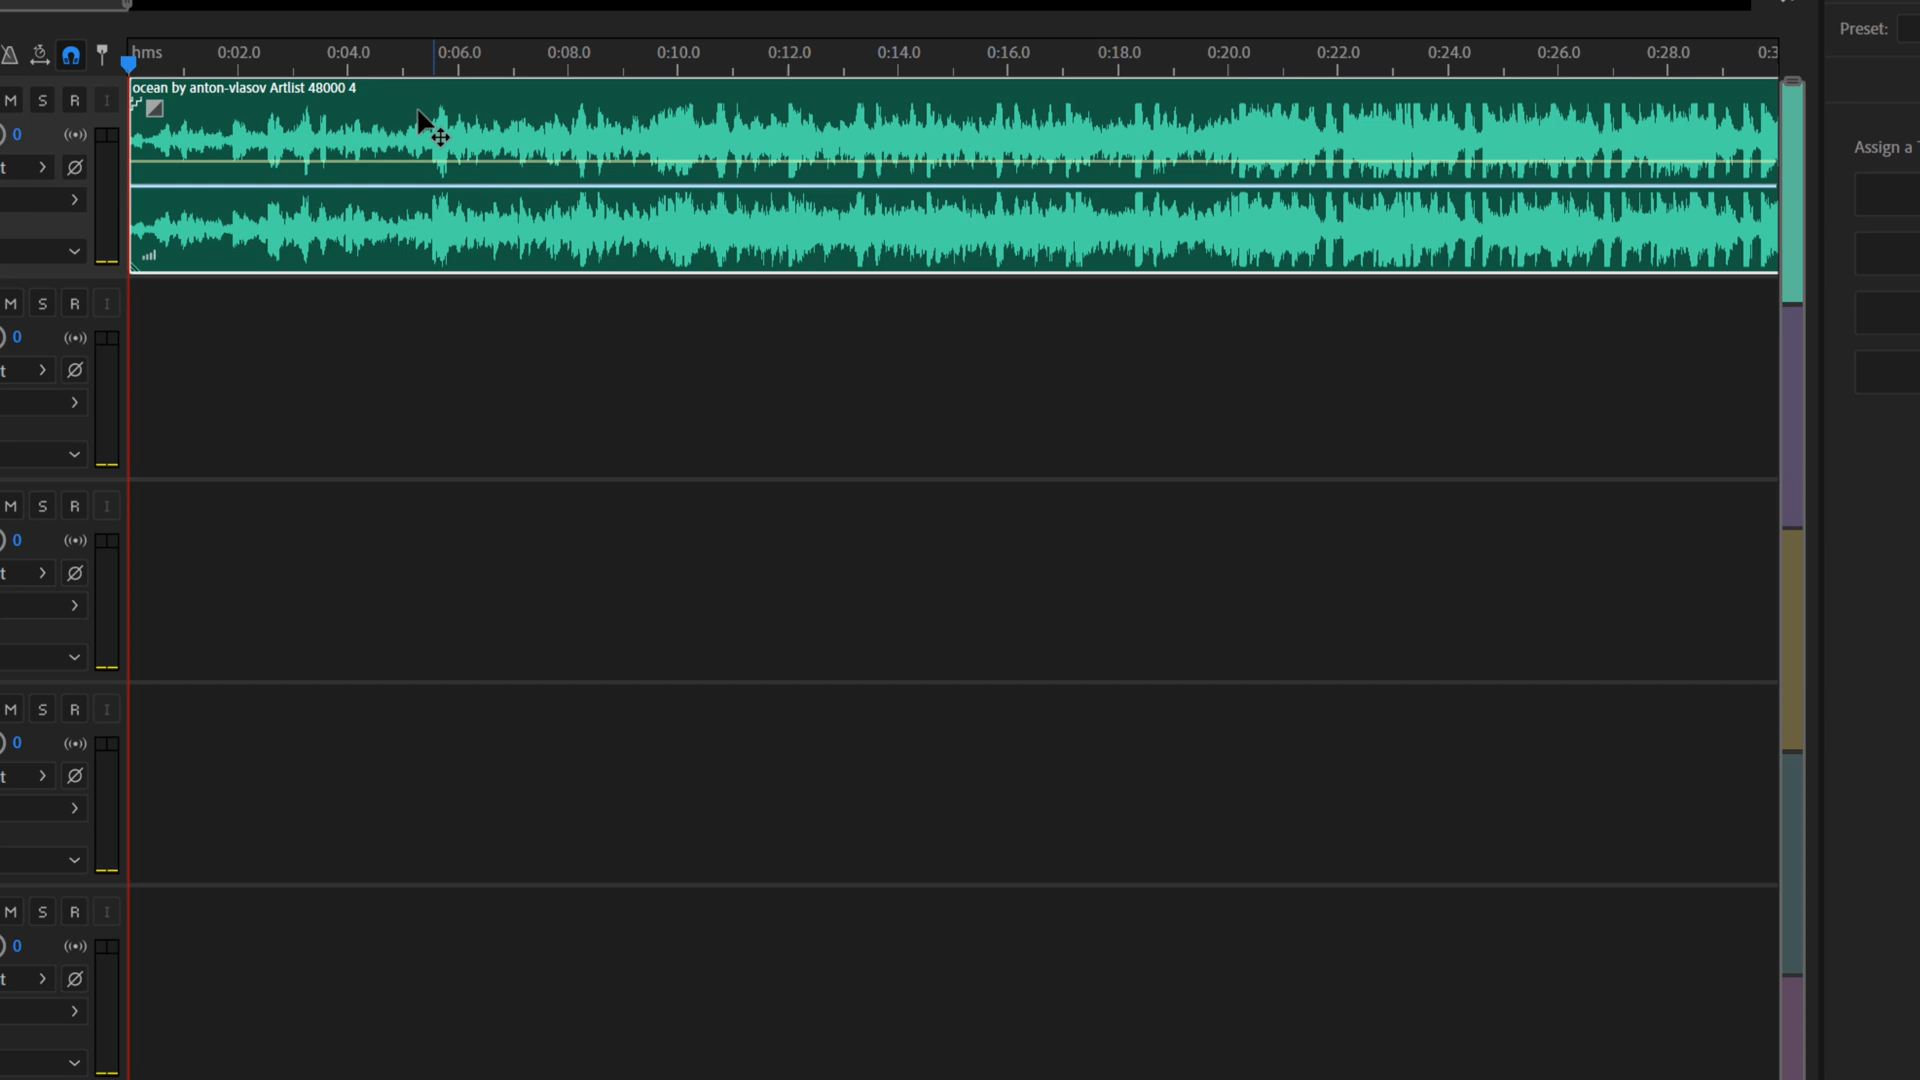 Preset:
hms 0:02.0 0:04.0 0:06.0 0:08.0 0:10.0 0:12.0 0:14.0 0:16.0 0:18.0 0:20.0 0:22.0 0:24.0 0:26.0 0:28.0 0:3
ocean by anton-vlasov Artlist 48000 4
M S R I
0
t
Assign a
M S R I
0
t
M S R I
0
t
M S R I
0
t
M S R I
0
t